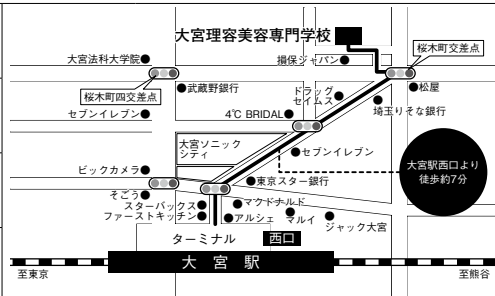 大宮理容美容専門学校
桜木町交差点
大宮法科大学院
損保ジャパン
松屋
桜木町四交差点
武蔵野銀行
ドラッグ
セイムス
埼玉りそな銀行
セブンイレブン
4℃ BRIDAL
大宮ソニック
シティ
セブンイレブン
大宮駅西口より
徒歩約7分
ビックカメラ
東京スター銀行
そごう
スターバックス
マクドナルド
ファーストキッチン
アルシェ
マルイ
ジャック大宮
ターミナル
西口
大宮駅
至東京
至熊谷